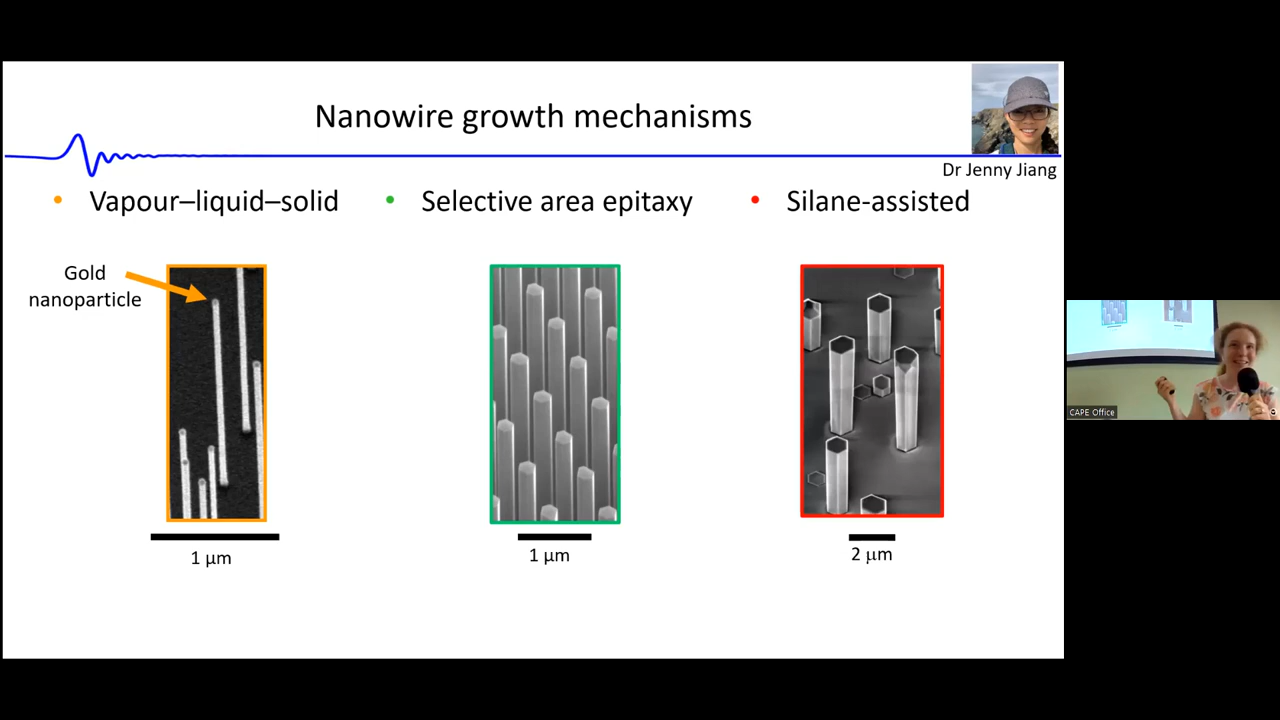 Nanowire growth mechanisms
Dr Jenny Jiang
• Vapour–liquid–solid
• Selective area epitaxy
• Silane-assisted
Gold
nanoparticle
1 µm
1 µm
2 µm
CAPE Office